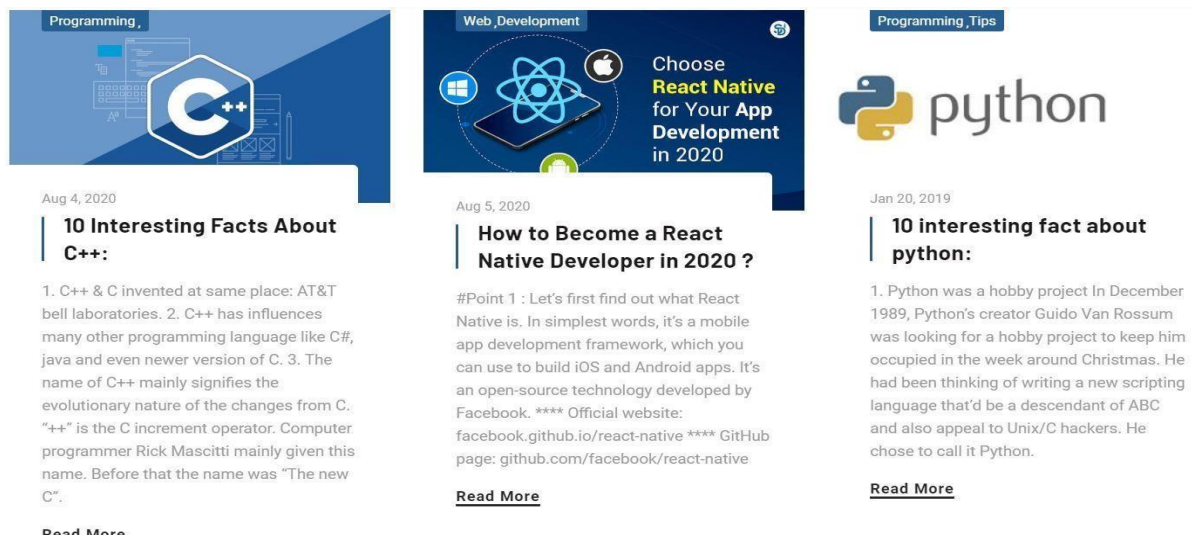 Programming ,
C++
Aug 4, 2020
10 Interesting Facts About
C++:
1. C++ & C invented at same place: AT&T
bell laboratories. 2. C++ has influences
many other programming language like C#,
java and even newer version of C. 3. The
name of C++ mainly signifies the
evolutionary nature of the changes from C.
“++” is the C increment operator. Computer
programmer Rick Mascitti mainly given this
name. Before that the name was “The new
C”.
Read More
Web ,Development
Choose
React Native
for Your App
Development
in 2020
Aug 5, 2020
How to Become a React
Native Developer in 2020 ?
#Point 1 : Let’s first find out what React
Native is. In simplest words, it’s a mobile
app development framework, which you
can use to build iOS and Android apps. It’s
an open-source technology developed by
Facebook. **** Official website:
facebook.github.io/react-native **** GitHub
page: github.com/facebook/react-native
Read More
Programming ,Tips
python
Jan 20, 2019
10 interesting fact about
python:
1. Python was a hobby project In December
1989, Python’s creator Guido Van Rossum
was looking for a hobby project to keep him
occupied in the week around Christmas. He
had been thinking of writing a new scripting
language that’d be a descendant of ABC
and also appeal to Unix/C hackers. He
chose to call it Python.
Read More